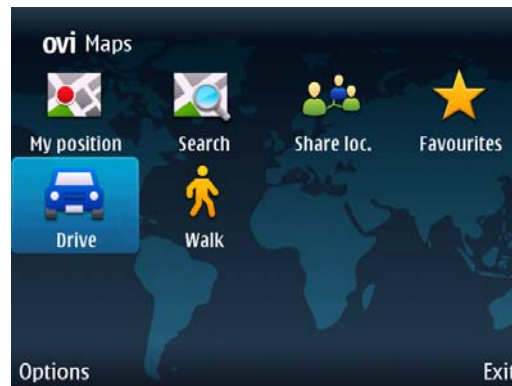 ovi Maps
My position Search Share loc. Favourites
Drive Walk
Options Exit